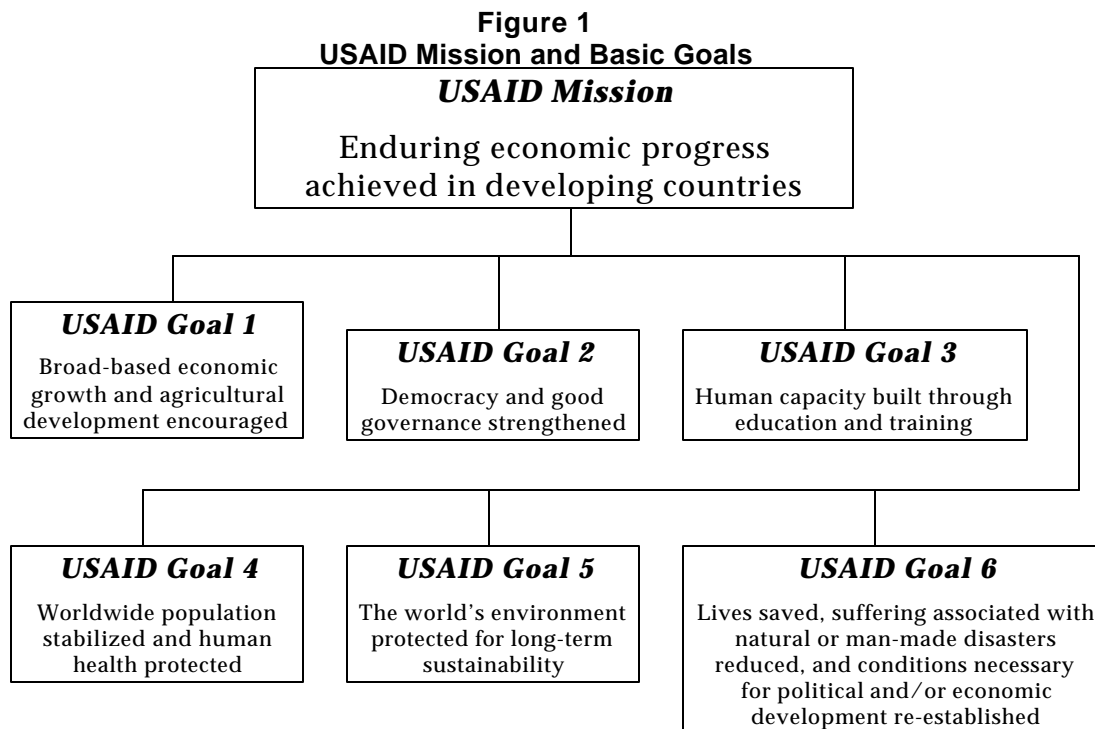 Figure 1
USAID Mission and Basic Goals
USAID Mission
Enduring economic progress
achieved in developing countries
USAID Goal 1
Broad-based economic
growth and agricultural
development encouraged
USAID Goal 2
Democracy and good
governance strengthened
USAID Goal 3
Human capacity built through
education and training
USAID Goal 4
Worldwide population
stabilized and human
health protected
USAID Goal 5
The world's environment
protected for long-term
sustainability
USAID Goal 6
Lives saved, suffering associated with
natural or man-made disasters
reduced, and conditions necessary
for political and/or economic
development re-established